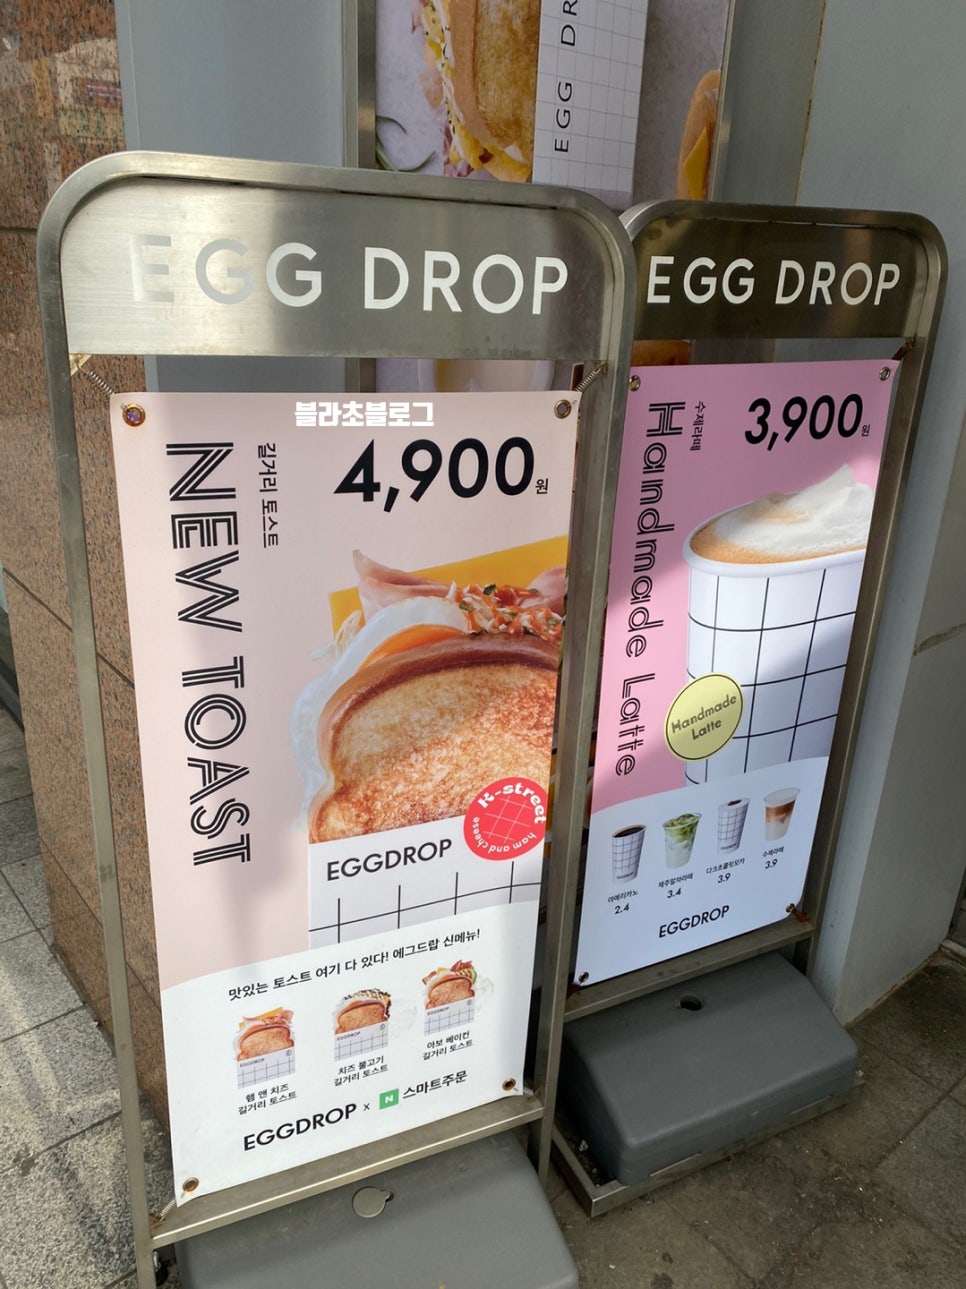 EGG DR
EGG DROP
블라초블로그
4,900원
길거리 토스트
NEW TOAST
K-street
ham and cheese
EGGDROP
맛있는 토스트 여기 다 있다! 에그드랍 신메뉴!
EGGDROP
EGGDROP
EGGDROP
햄 앤 치즈
길거리 토스트
치즈 불고기
길거리 토스트
아보 베이컨
길거리 토스트
EGGDROP x N 스마트주문
EGG DROP
3,900원
수제라떼
Handmade Latte
Handmade
Latte
아메리카노
2.4
제주말차라떼
3.4
다크초콜릿모카
3.9
수제라떼
3.9
EGGDROP